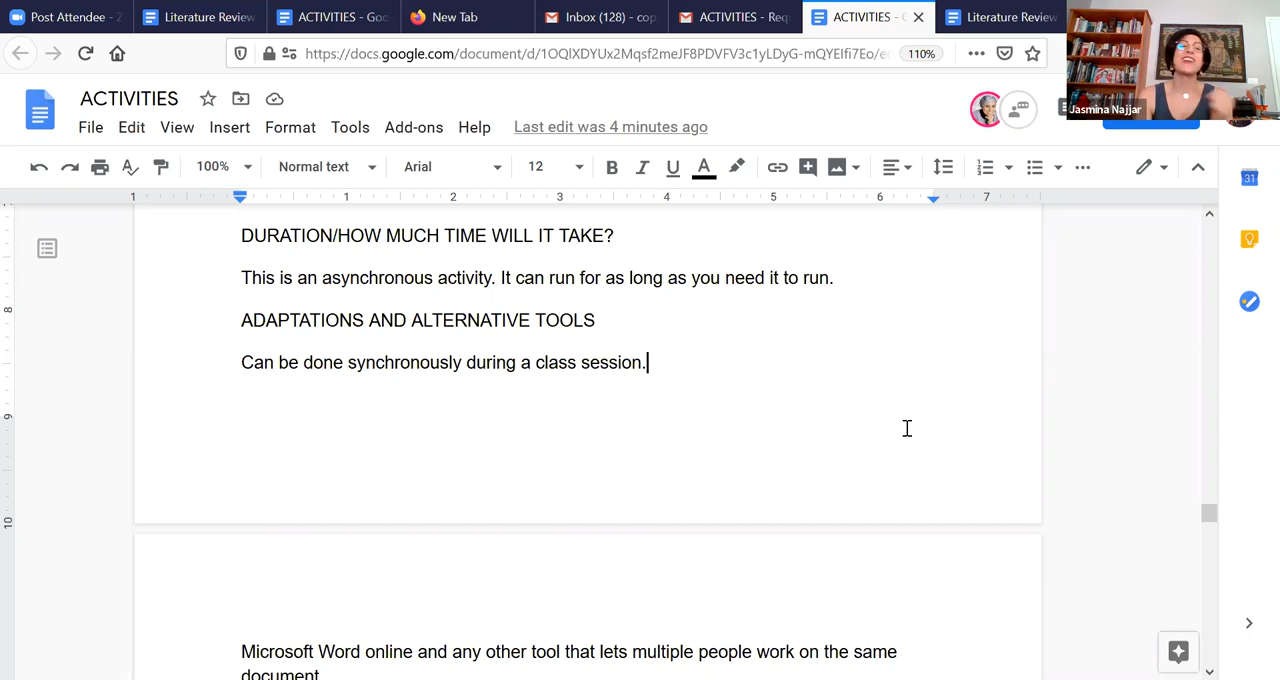 Post Attendee - Z
Literature Review
ACTIVITIES - Goo
New Tab
Inbox (128) - cop
ACTIVITIES - Req
ACTIVITIES - G
Literature Review
https://docs.google.com/document/d/1OQlXDYUx2Mqsf2meJF8PDVFV3c1yLDyG-mQYEIfi7Eo/e
110%
ACTIVITIES
Jasmina Najjar
File Edit View Insert Format Tools Add-ons Help Last edit was 4 minutes ago
100% Normal text Arial 12 B I U A
1 1 2 3 4 5 6 7
31
DURATION/HOW MUCH TIME WILL IT TAKE?
This is an asynchronous activity. It can run for as long as you need it to run.
8
ADAPTATIONS AND ALTERNATIVE TOOLS
Can be done synchronously during a class session.
9
10
Microsoft Word online and any other tool that lets multiple people work on the same
document.